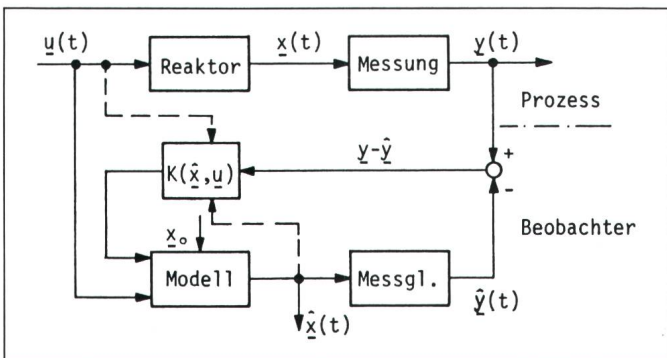 u(t)
x(t)
y(t)
Reaktor
Messung
Prozess
y-ŷ
+
-
K(x̂,u)
x₀
Beobachter
Modell
Messgl.
x̂(t)
ŷ(t)